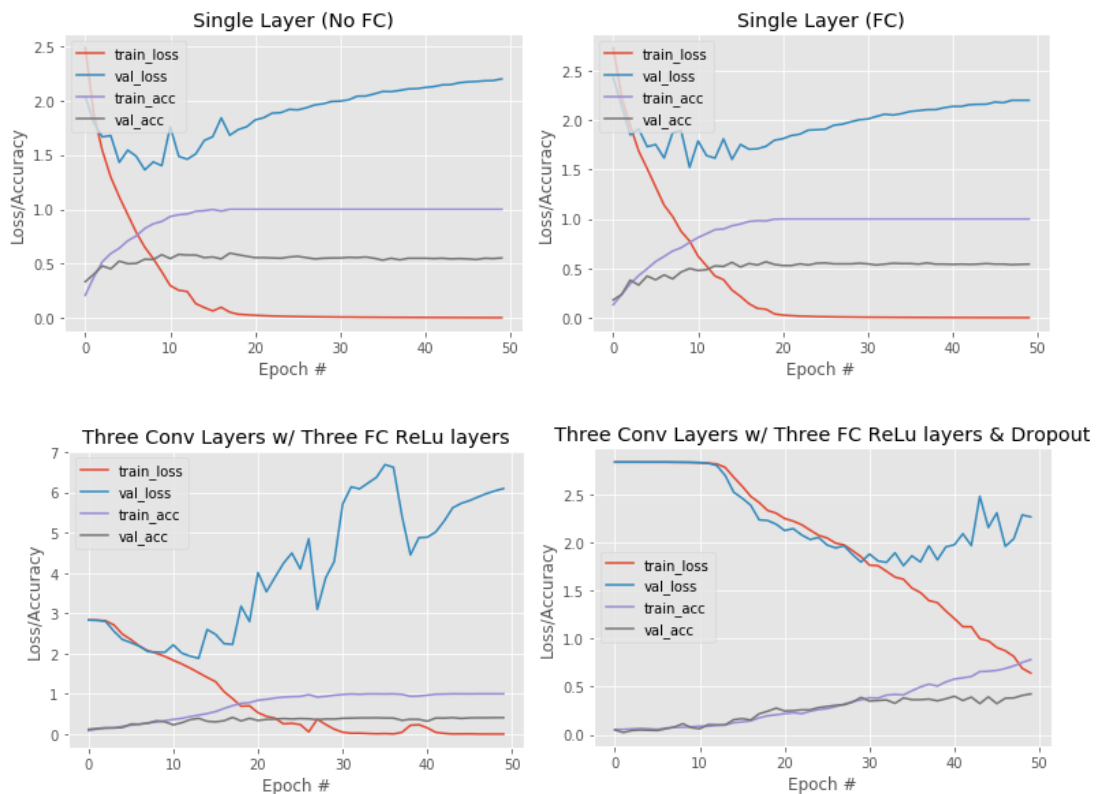 Single Layer (No FC)
train_loss
val_loss
train_acc
val_acc
2.5
2.0
1.5
1.0
0.5
0.0
Loss/Accuracy
0 10 20 30 40 50
Epoch #
Single Layer (FC)
train_loss
val_loss
train_acc
val_acc
2.5
2.0
1.5
1.0
0.5
0.0
Loss/Accuracy
0 10 20 30 40 50
Epoch #
Three Conv Layers w/ Three FC ReLu layers
train_loss
val_loss
train_acc
val_acc
7
6
5
4
3
2
1
0
Loss/Accuracy
0 10 20 30 40 50
Epoch #
Three Conv Layers w/ Three FC ReLu layers & Dropout
train_loss
val_loss
train_acc
val_acc
2.5
2.0
1.5
1.0
0.5
0.0
Loss/Accuracy
0 10 20 30 40 50
Epoch #